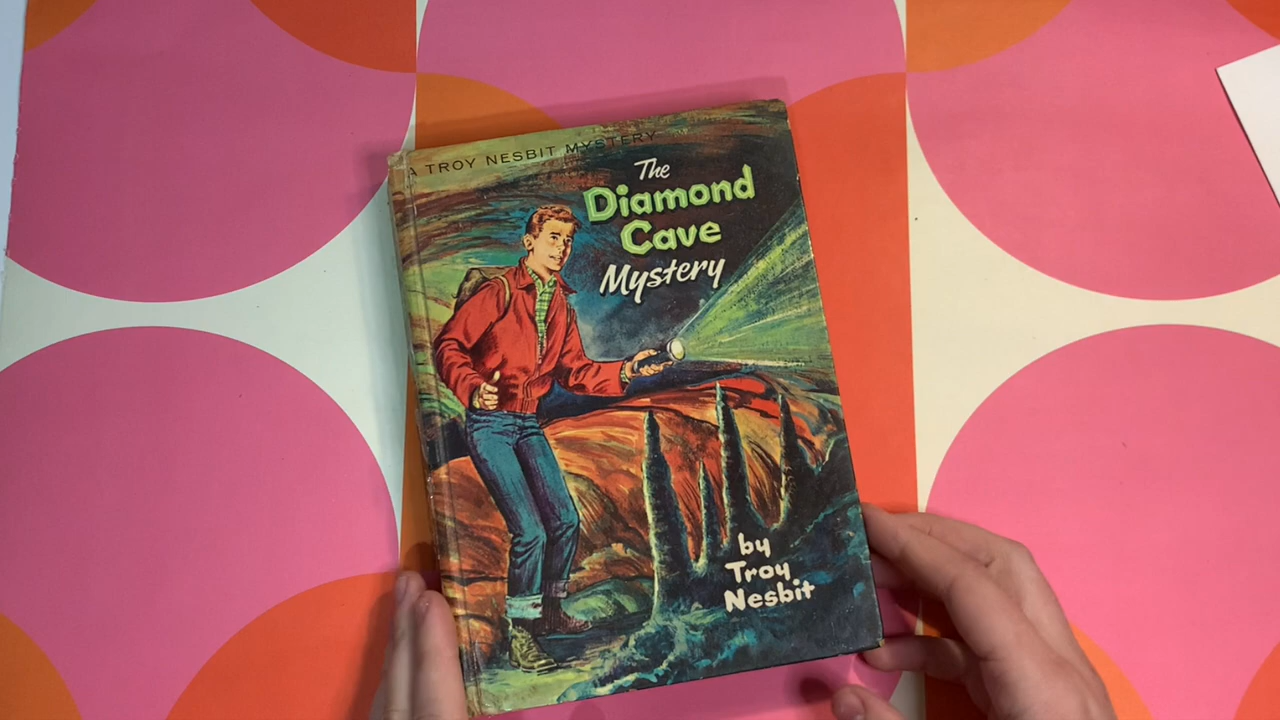 A TROY NESBIT MYSTERY
The
Diamond
Cave
Mystery
by
Troy
Nesbit